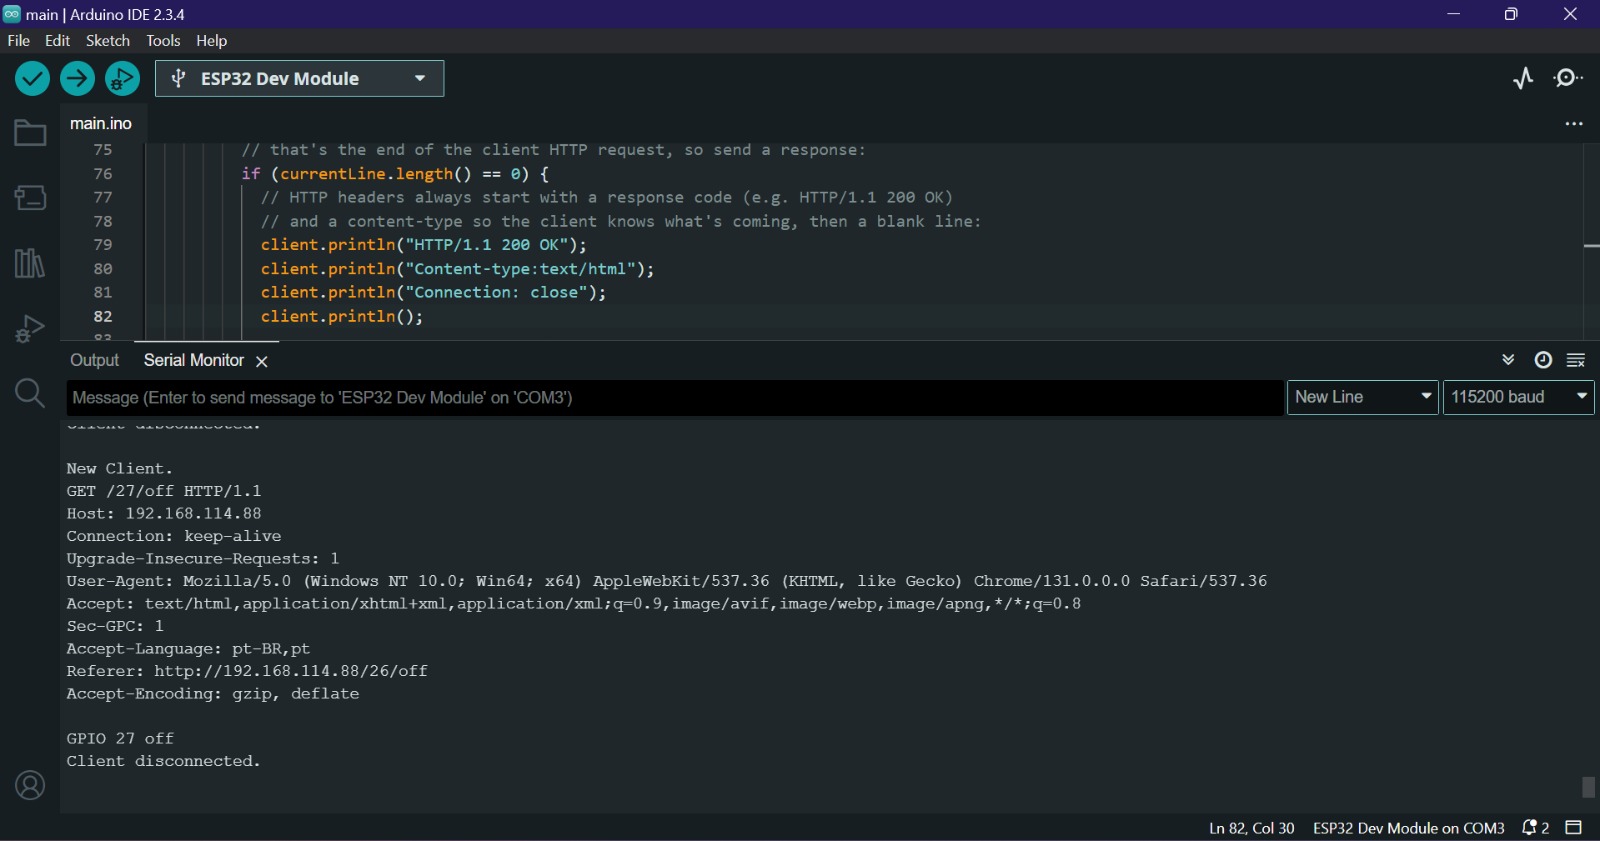 main | Arduino IDE 2.3.4
File Edit Sketch Tools Help
ESP32 Dev Module
main.ino
75 // that's the end of the client HTTP request, so send a response:
76 if (currentLine.length() == 0) {
77 // HTTP headers always start with a response code (e.g. HTTP/1.1 200 OK)
78 // and a content-type so the client knows what's coming, then a blank line:
79 client.println("HTTP/1.1 200 OK");
80 client.println("Content-type:text/html");
81 client.println("Connection: close");
82 client.println();
83
Output Serial Monitor
Message (Enter to send message to 'ESP32 Dev Module' on 'COM3') New Line 115200 baud
Client disconnected.
New Client.
GET /27/off HTTP/1.1
Host: 192.168.114.88
Connection: keep-alive
Upgrade-Insecure-Requests: 1
User-Agent: Mozilla/5.0 (Windows NT 10.0; Win64; x64) AppleWebKit/537.36 (KHTML, like Gecko) Chrome/131.0.0.0 Safari/537.36
Accept: text/html,application/xhtml+xml,application/xml;q=0.9,image/avif,image/webp,image/apng,*/*;q=0.8
Sec-GPC: 1
Accept-Language: pt-BR,pt
Referer: http://192.168.114.88/26/off
Accept-Encoding: gzip, deflate
GPIO 27 off
Client disconnected.
Ln 82, Col 30 ESP32 Dev Module on COM3 2